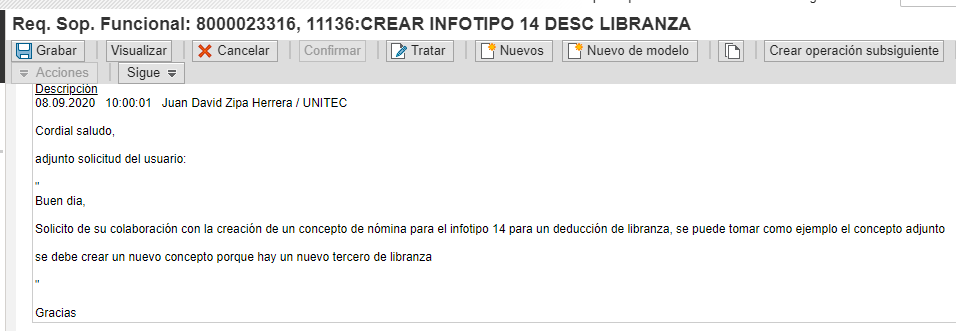 Req. Sop. Funcional: 8000023316, 11136:CREAR INFOTIPO 14 DESC LIBRANZA
Grabar Visualizar Cancelar Confirmar Tratar Nuevos Nuevo de modelo Crear operación subsiguiente
Acciones Sigue
Descripción
08.09.2020 10:00:01 Juan David Zipa Herrera / UNITEC
Cordial saludo,
adjunto solicitud del usuario:
"
Buen dia,
Solicito de su colaboración con la creación de un concepto de nómina para el infotipo 14 para un deducción de libranza, se puede tomar como ejemplo el concepto adjunto
se debe crear un nuevo concepto porque hay un nuevo tercero de libranza
"
Gracias